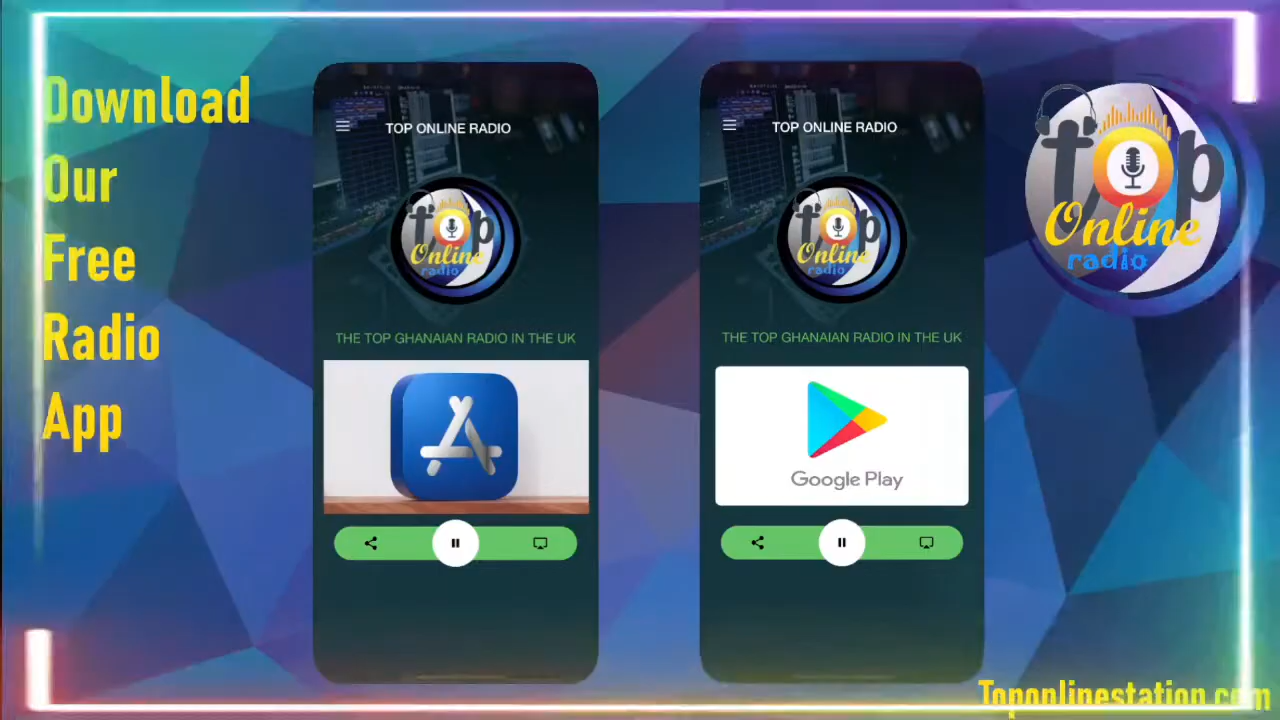 Download
Our
Free
Radio
App
TOP ONLINE RADIO
top
Online
radio
THE TOP GHANAIAN RADIO IN THE UK
TOP ONLINE RADIO
top
Online
radio
THE TOP GHANAIAN RADIO IN THE UK
Google Play
top
Online
radio
Toponlinestation.com